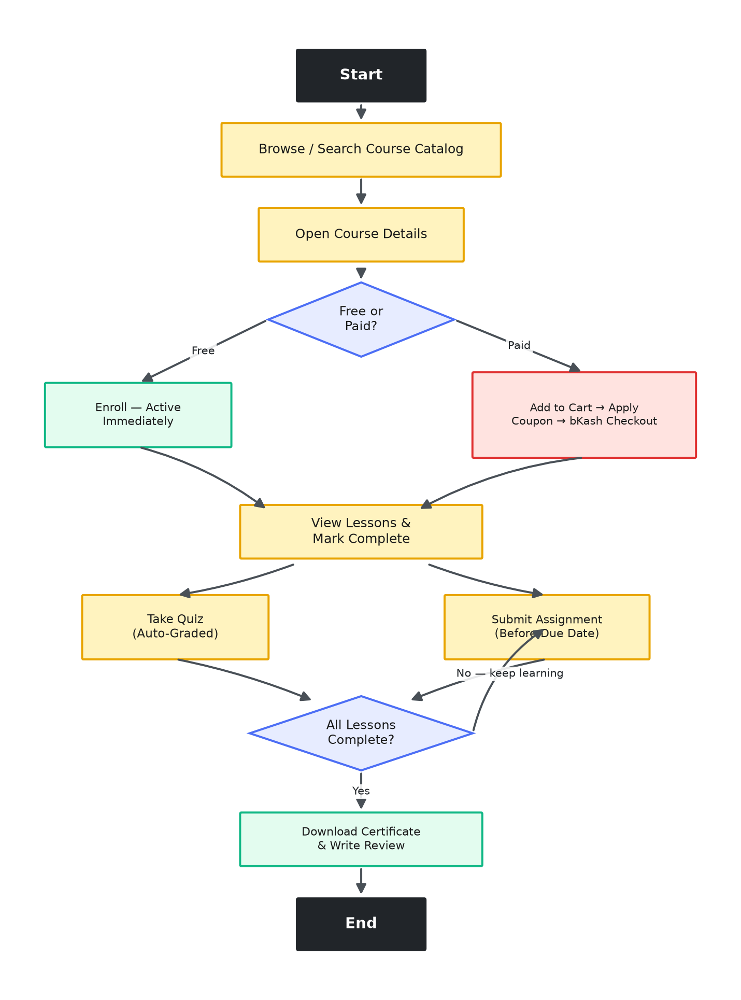 Start
Browse / Search Course Catalog
Open Course Details
Free or
Paid?
Free
Paid
Enroll — Active
Immediately
Add to Cart → Apply
Coupon → bKash Checkout
View Lessons &
Mark Complete
Take Quiz
(Auto-Graded)
Submit Assignment
(Before Due Date)
No — keep learning
All Lessons
Complete?
Yes
Download Certificate
& Write Review
End